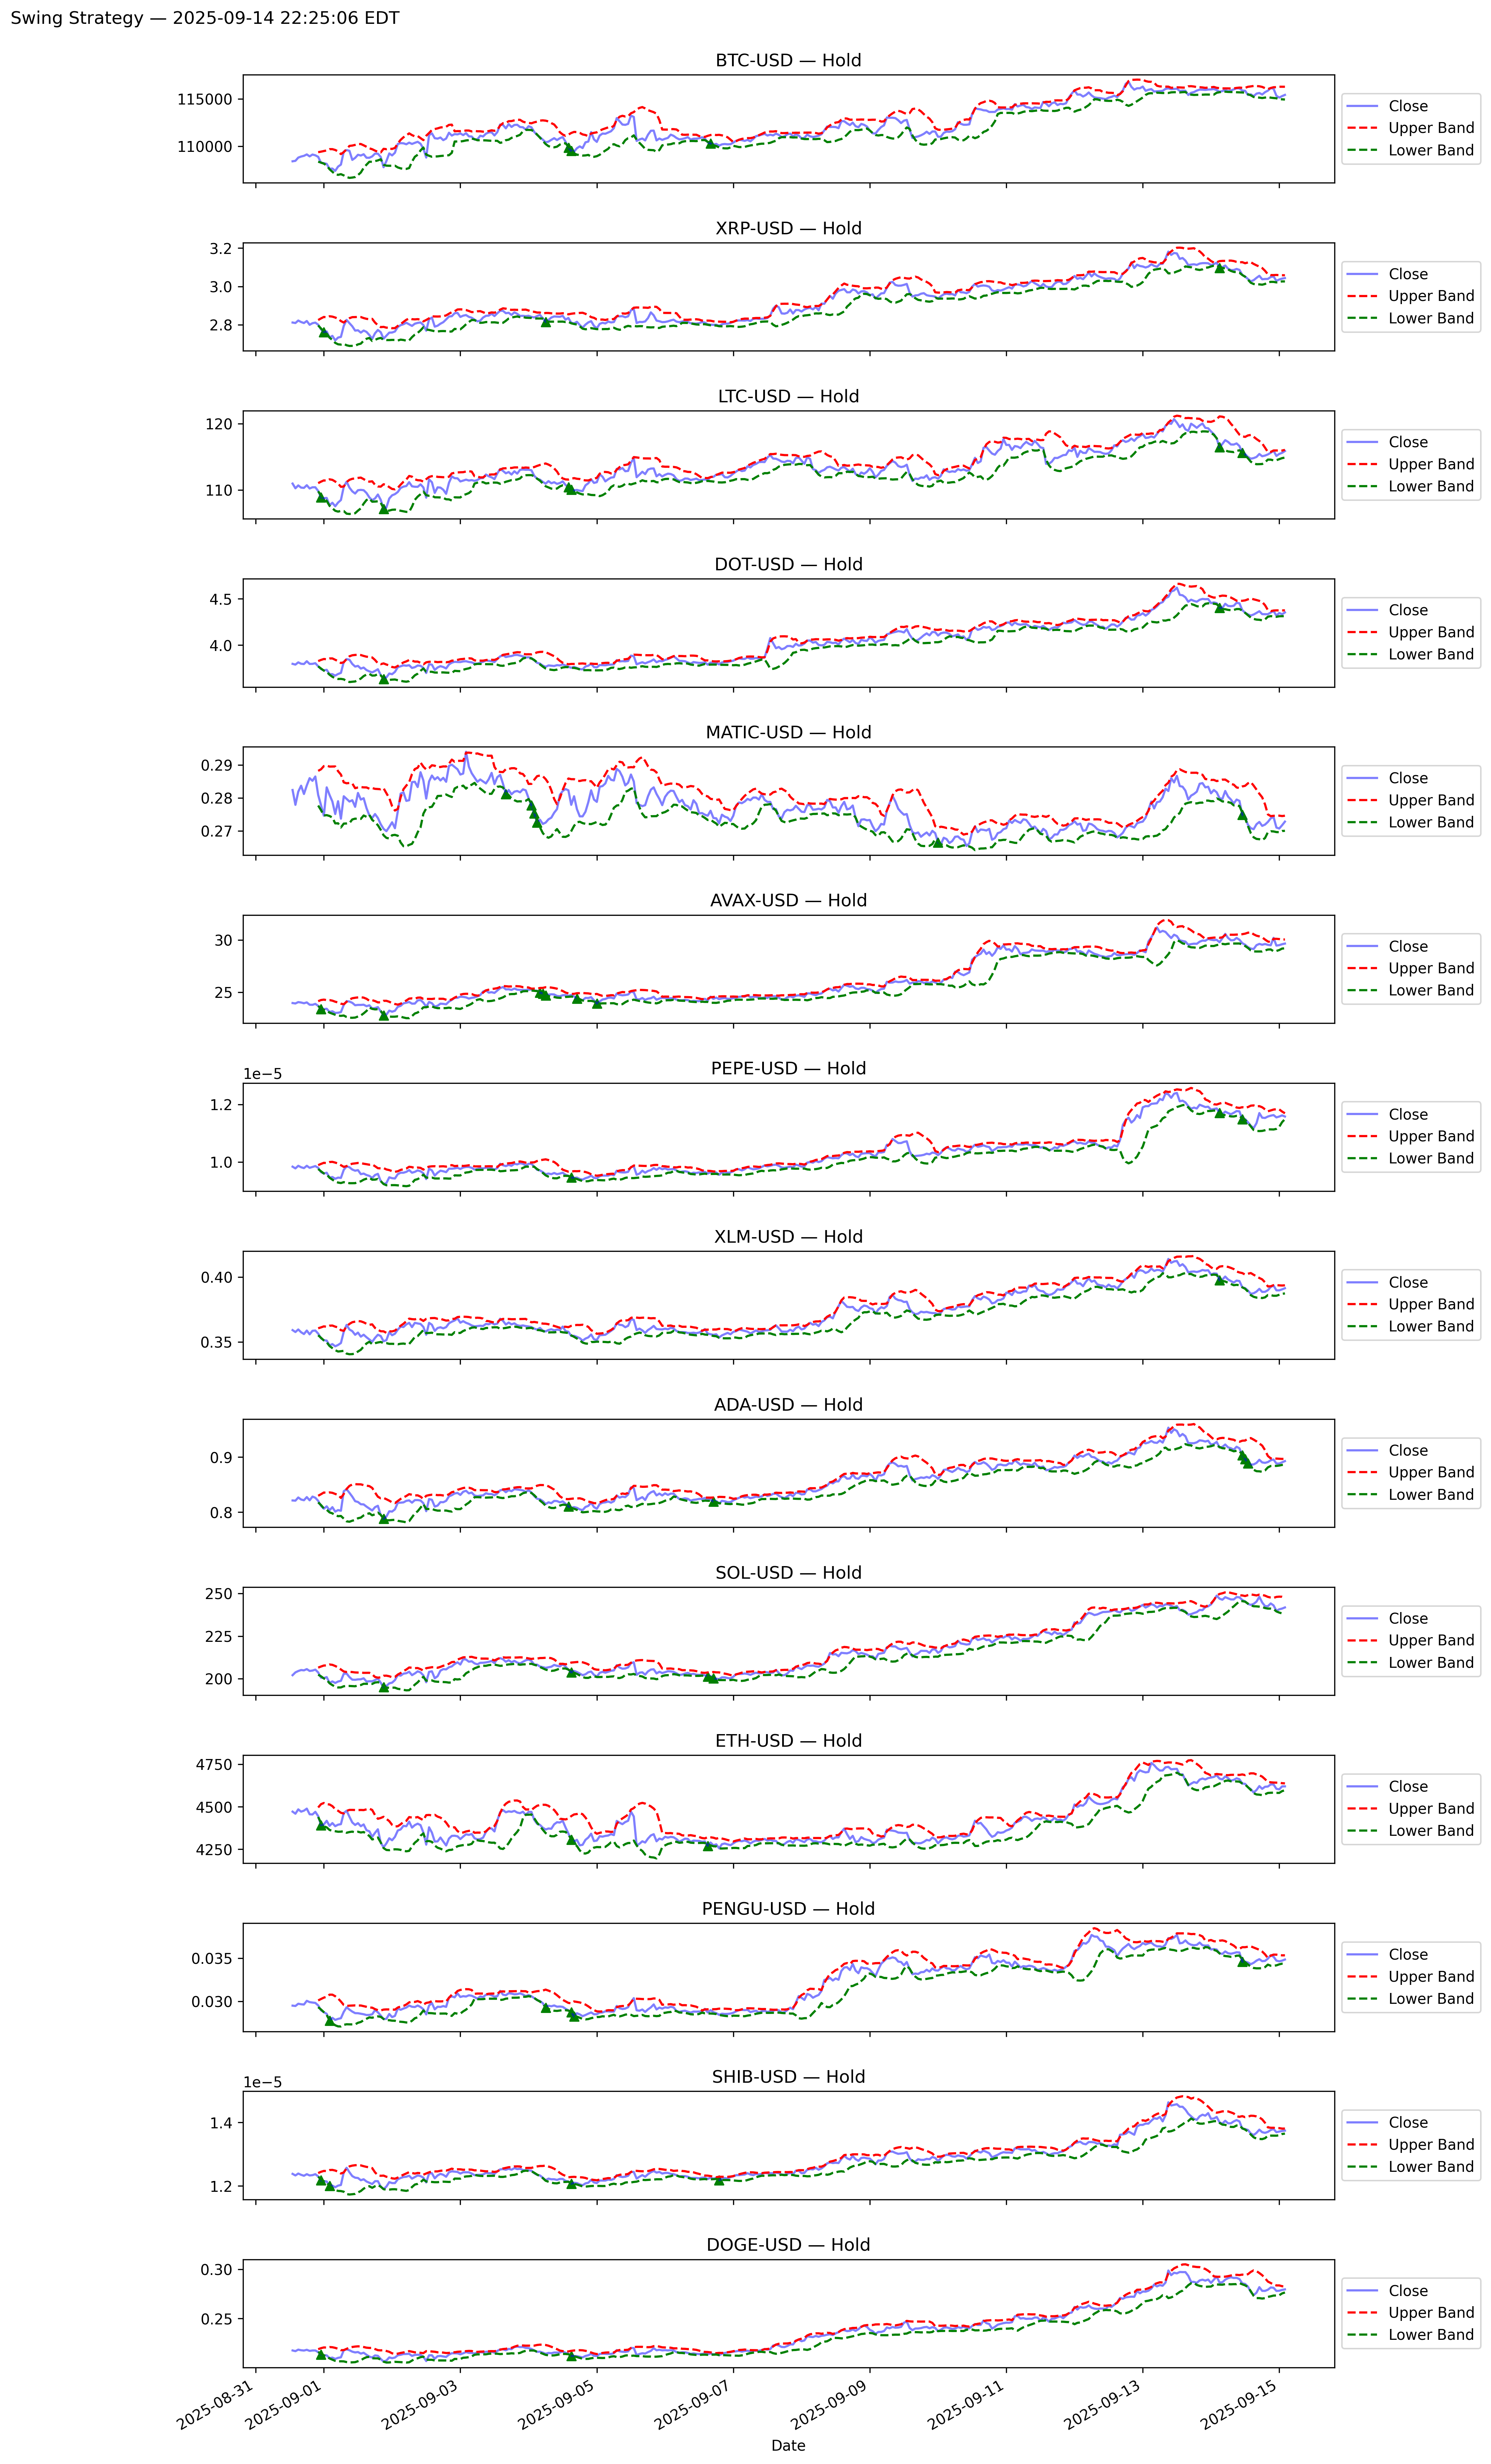 Swing Strategy — 2025-09-14 22:25:06 EDT
BTC-USD — Hold
115000
110000
Close
Upper Band
Lower Band
XRP-USD — Hold
3.2
3.0
2.8
Close
Upper Band
Lower Band
LTC-USD — Hold
120
110
Close
Upper Band
Lower Band
DOT-USD — Hold
4.5
4.0
Close
Upper Band
Lower Band
MATIC-USD — Hold
0.29
0.28
0.27
Close
Upper Band
Lower Band
AVAX-USD — Hold
30
25
Close
Upper Band
Lower Band
PEPE-USD — Hold
1e−5
1.2
1.0
Close
Upper Band
Lower Band
XLM-USD — Hold
0.40
0.35
Close
Upper Band
Lower Band
ADA-USD — Hold
0.9
0.8
Close
Upper Band
Lower Band
SOL-USD — Hold
250
225
200
Close
Upper Band
Lower Band
ETH-USD — Hold
4750
4500
4250
Close
Upper Band
Lower Band
PENGU-USD — Hold
0.035
0.030
Close
Upper Band
Lower Band
SHIB-USD — Hold
1e−5
1.4
1.2
Close
Upper Band
Lower Band
DOGE-USD — Hold
0.30
0.25
Close
Upper Band
Lower Band
2025-08-31
2025-09-01
2025-09-03
2025-09-05
2025-09-07
2025-09-09
2025-09-11
2025-09-13
2025-09-15
Date